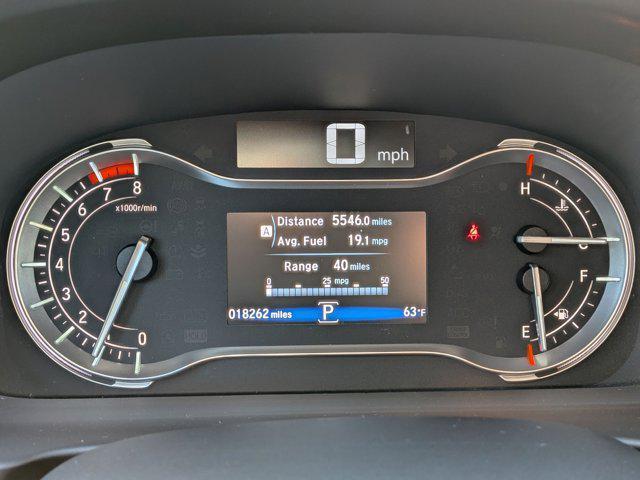 0 mph
8
7
6
5
4
3
2
1
0
x1000r/min
A
Distance 5546.0 miles
Avg. Fuel 19.1 mpg
Range 40 miles
0 25 mpg 50
018262 miles P 63°F
H
C
F
E